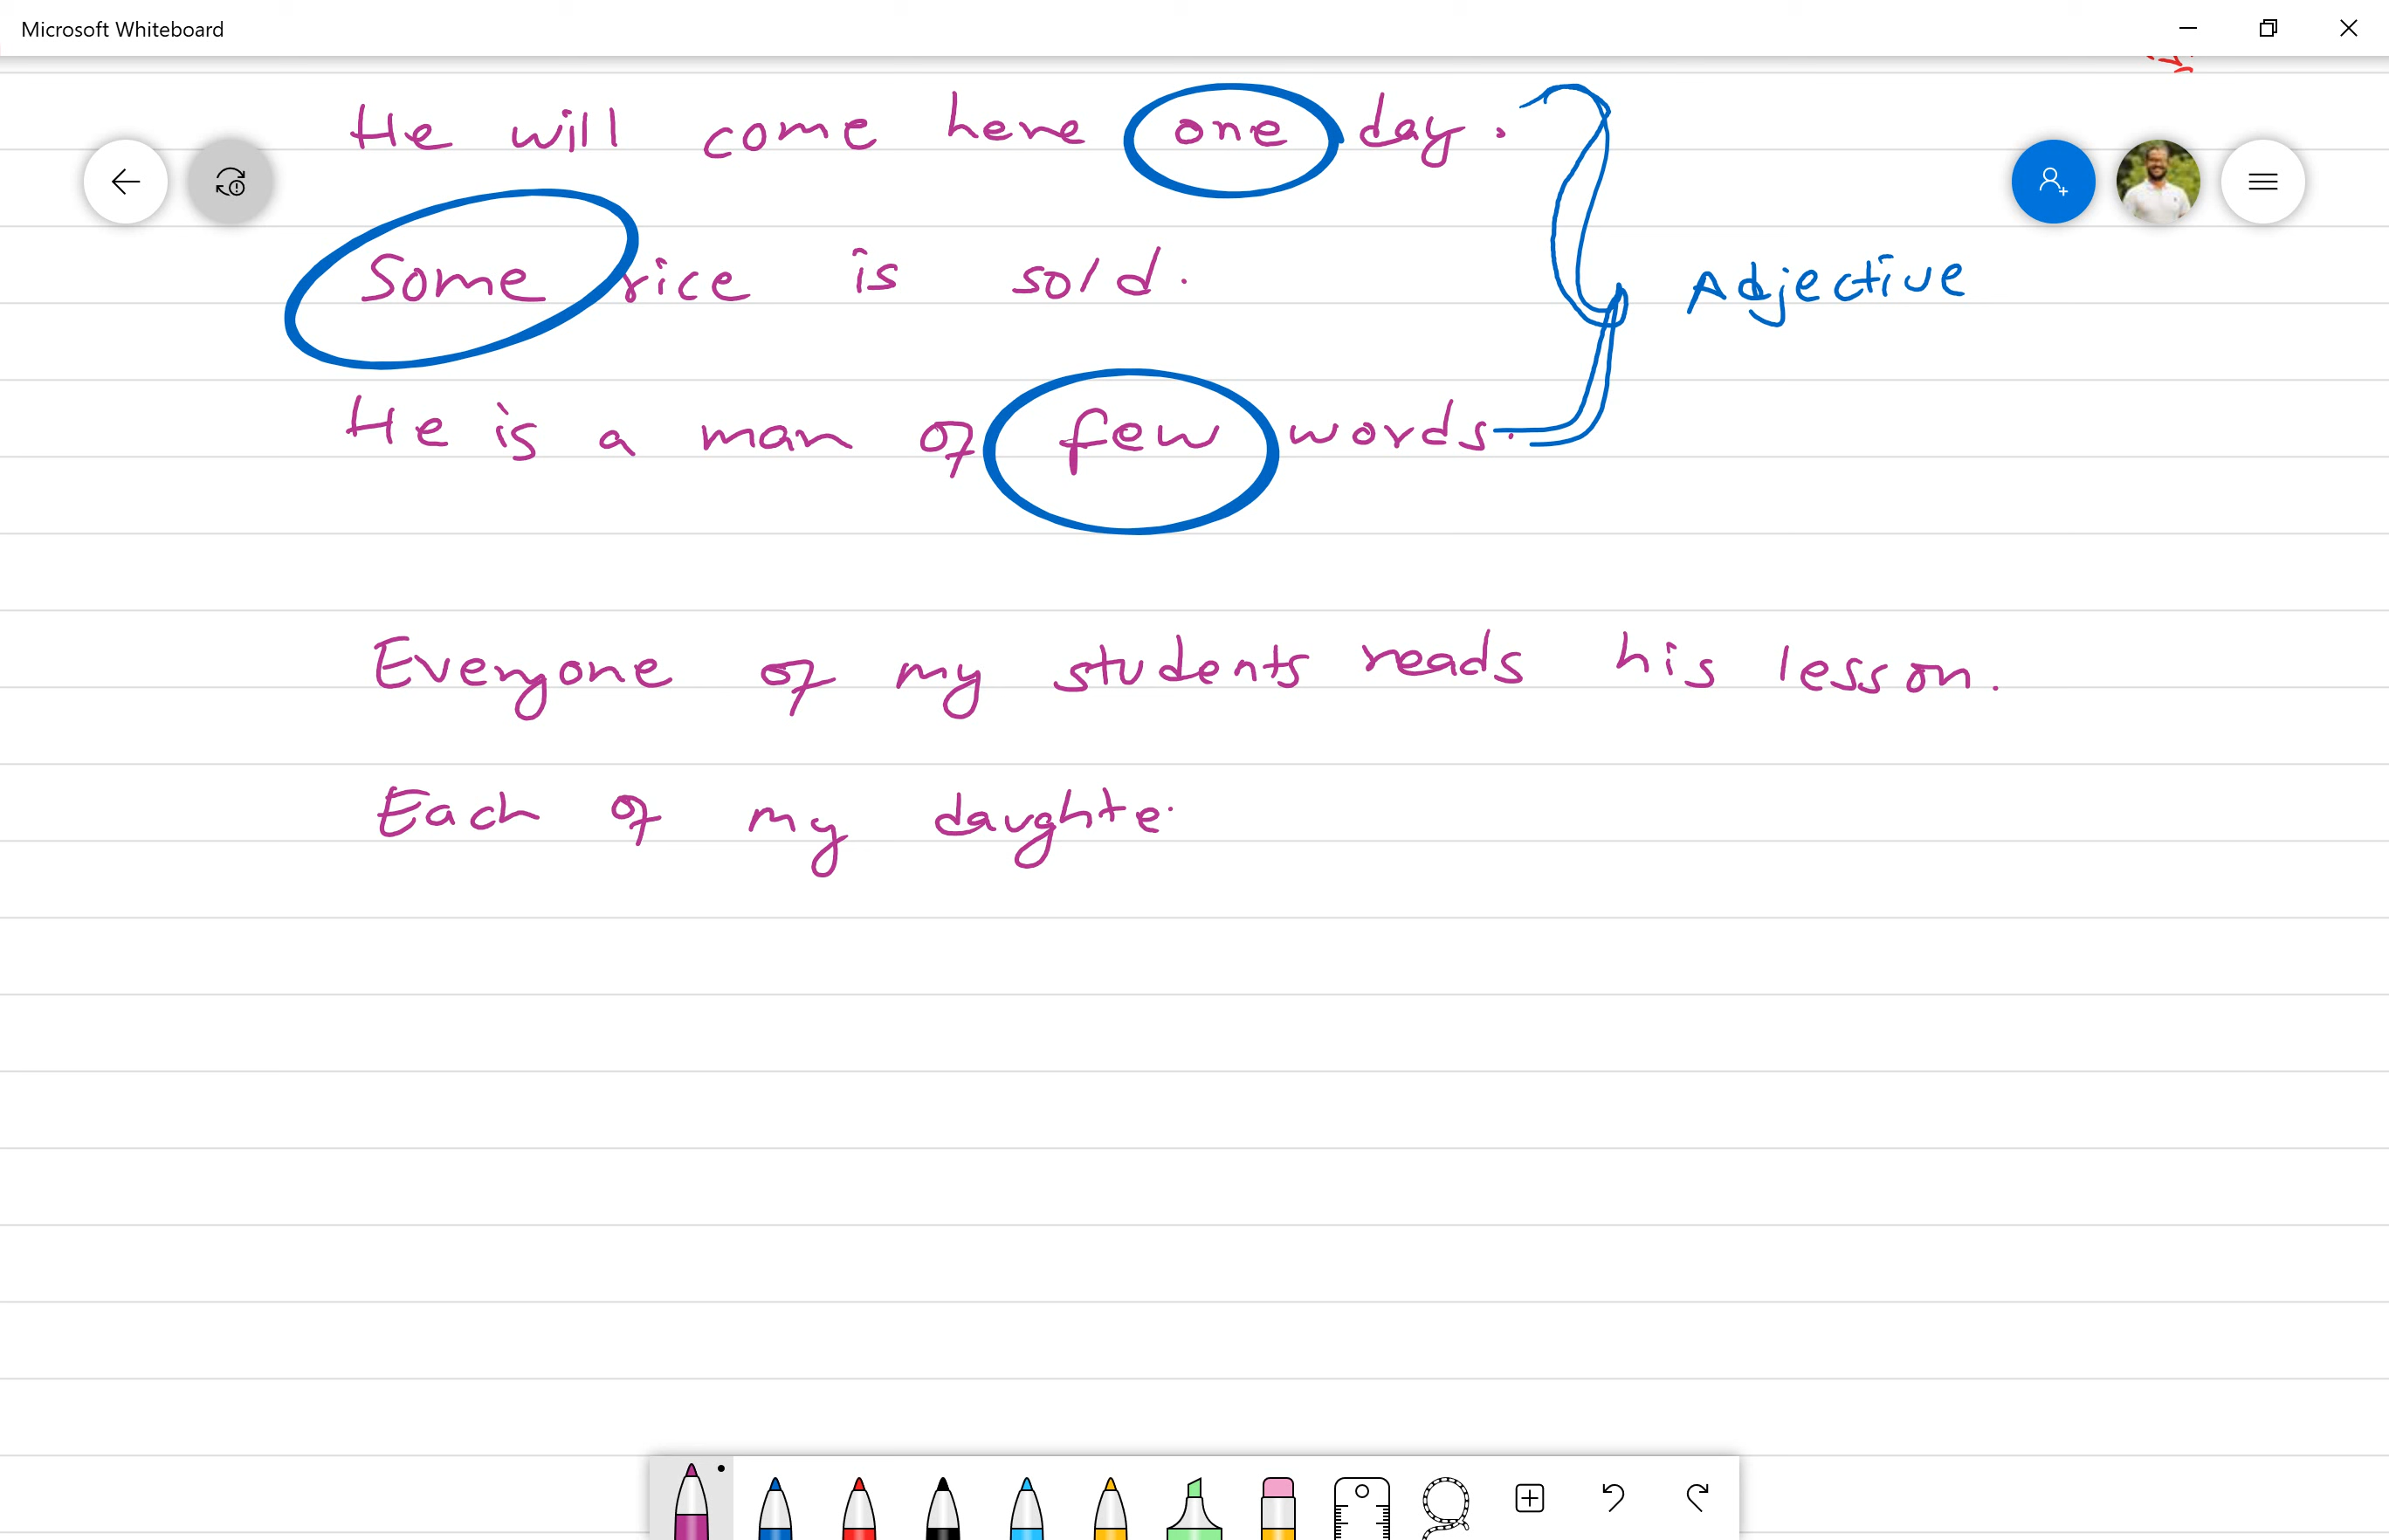 Microsoft Whiteboard
He will come here one day.
Some rice is sold.
Adjective
He is a man of few words.
Everyone of my students reads his lesson.
Each of my daughte